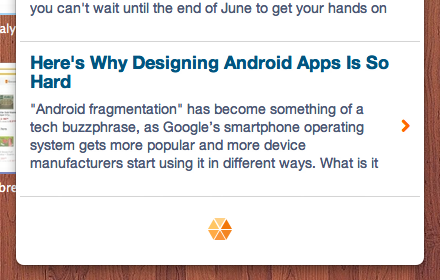 you can't wait until the end of June to get your hands on
Here's Why Designing Android Apps Is So
Hard
"Android fragmentation" has become something of a
tech buzzphrase, as Google's smartphone operating
system gets more popular and more device
manufacturers start using it in different ways. What is it